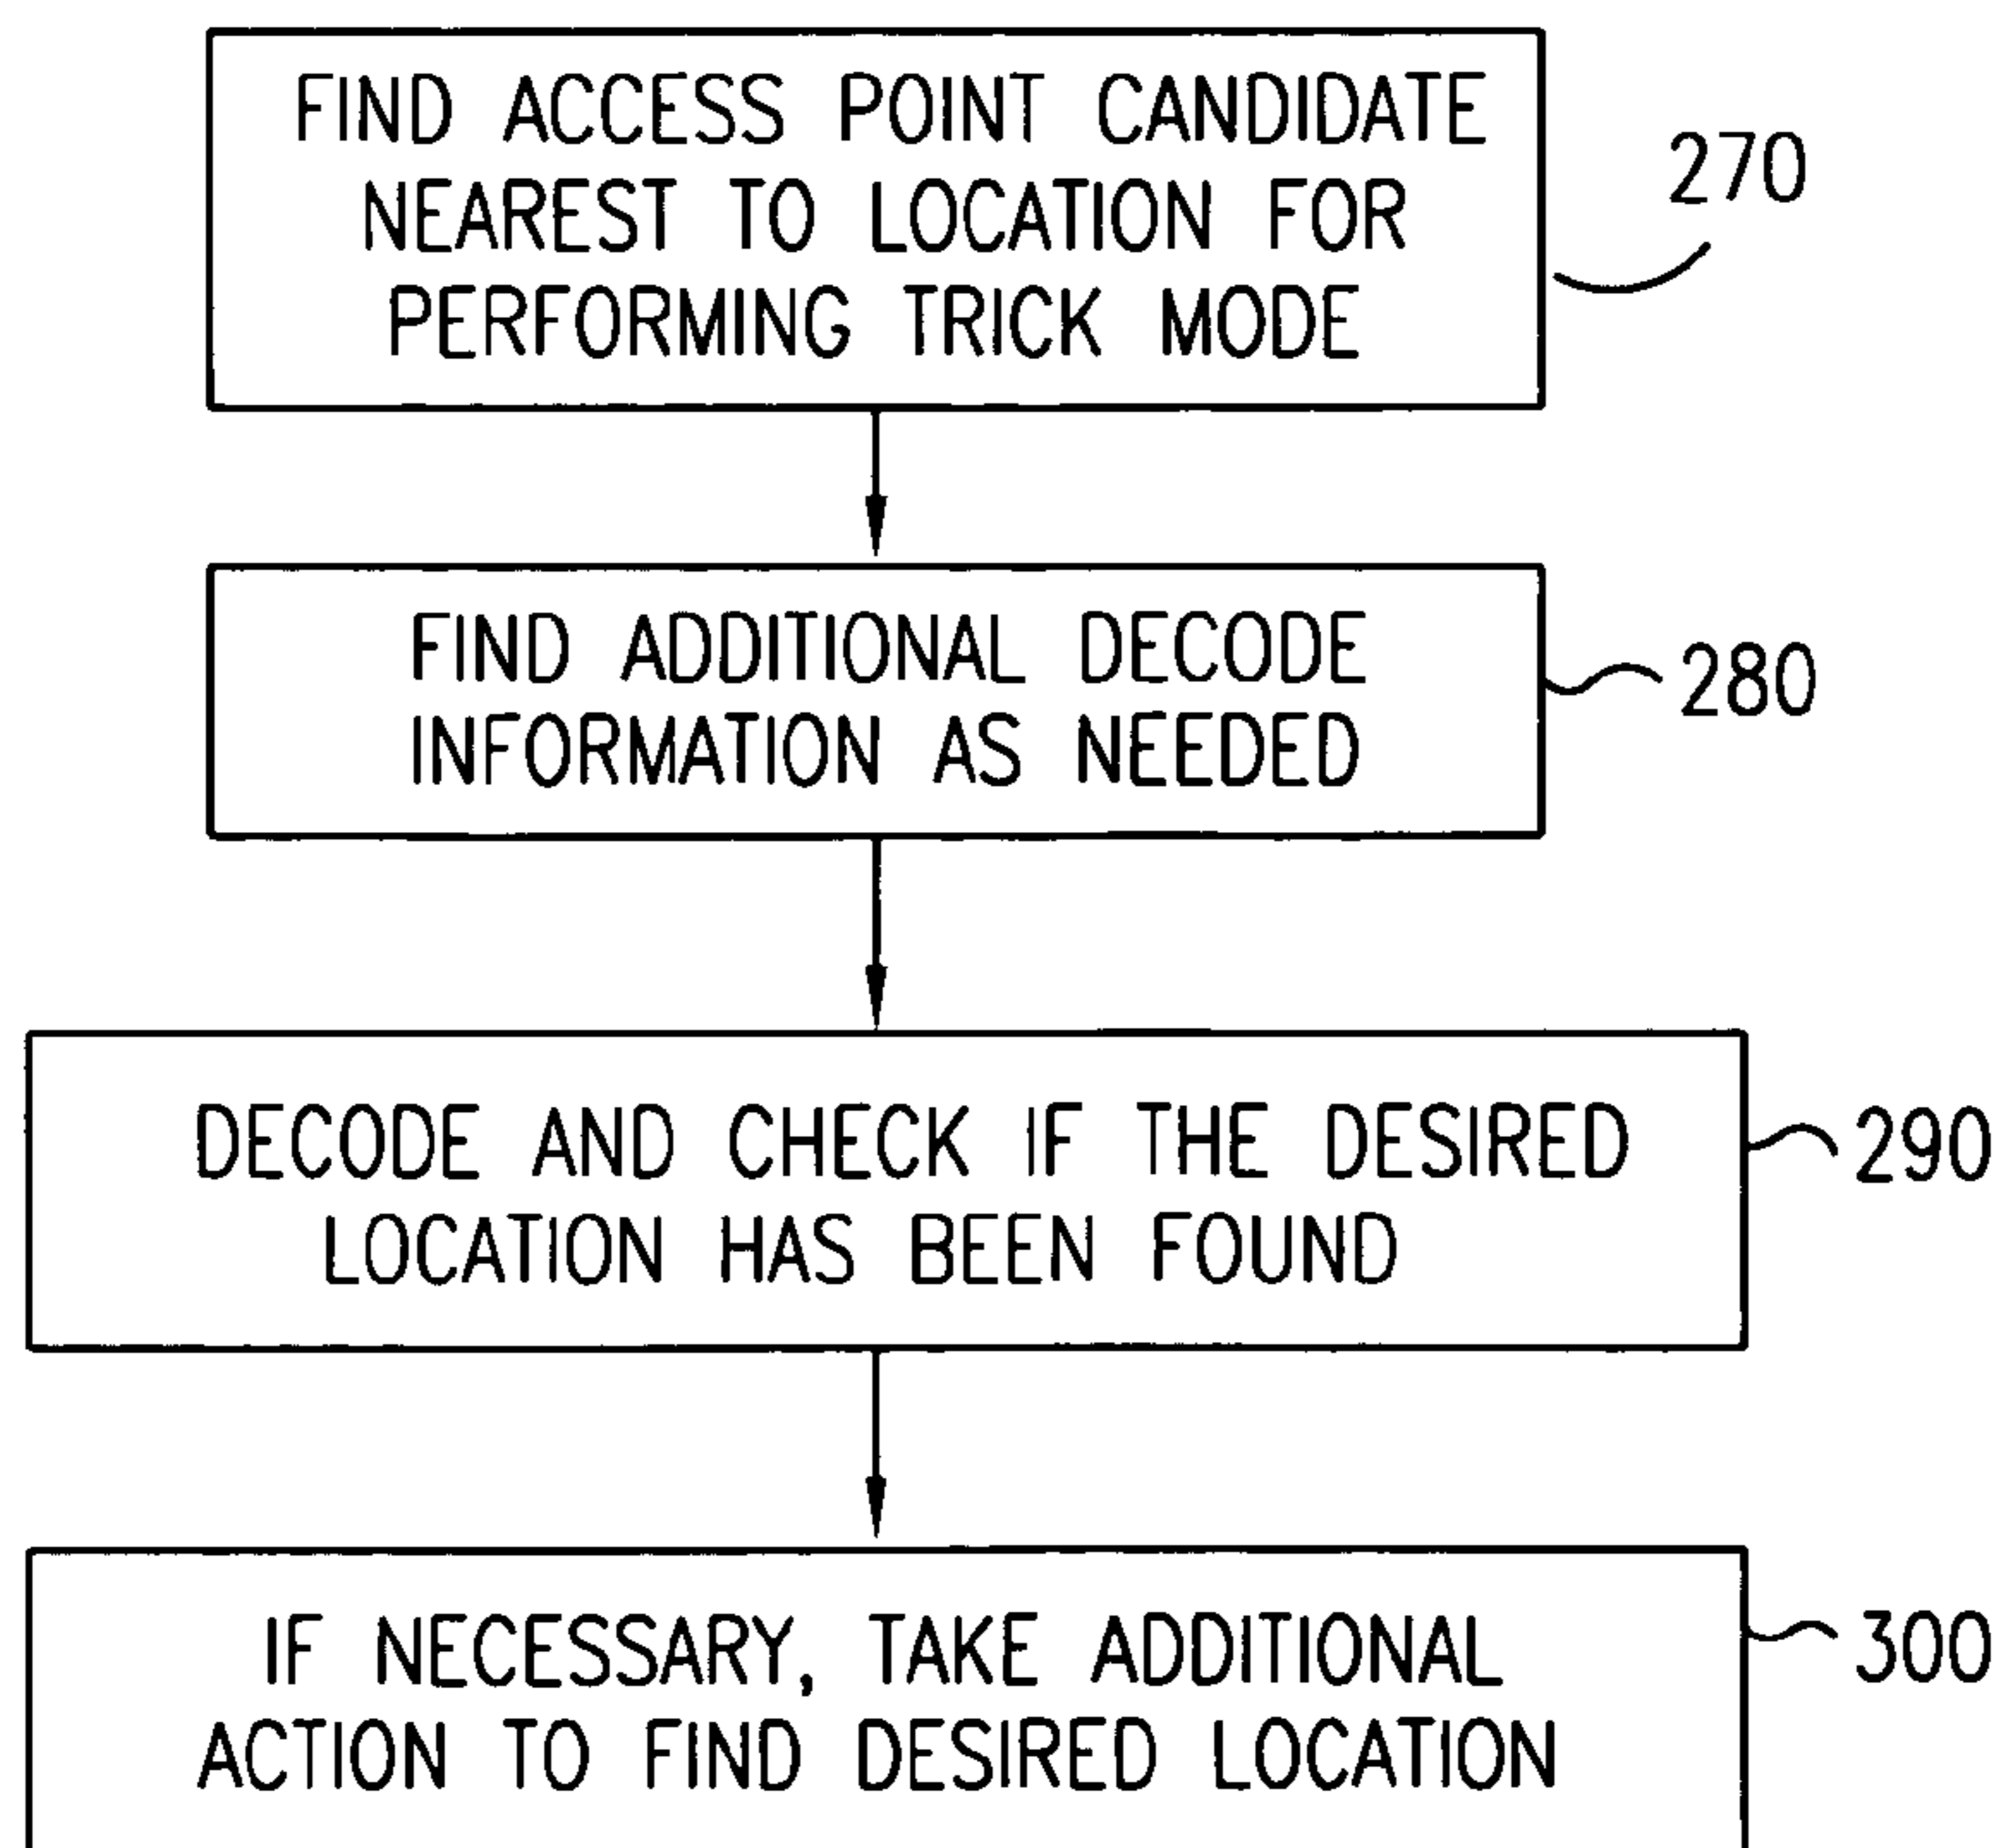 FIND ACCESS POINT CANDIDATE
NEAREST TO LOCATION FOR
PERFORMING TRICK MODE
270
FIND ADDITIONAL DECODE
INFORMATION AS NEEDED
280
DECODE AND CHECK IF THE DESIRED
LOCATION HAS BEEN FOUND
290
IF NECESSARY, TAKE ADDITIONAL
ACTION TO FIND DESIRED LOCATION
300